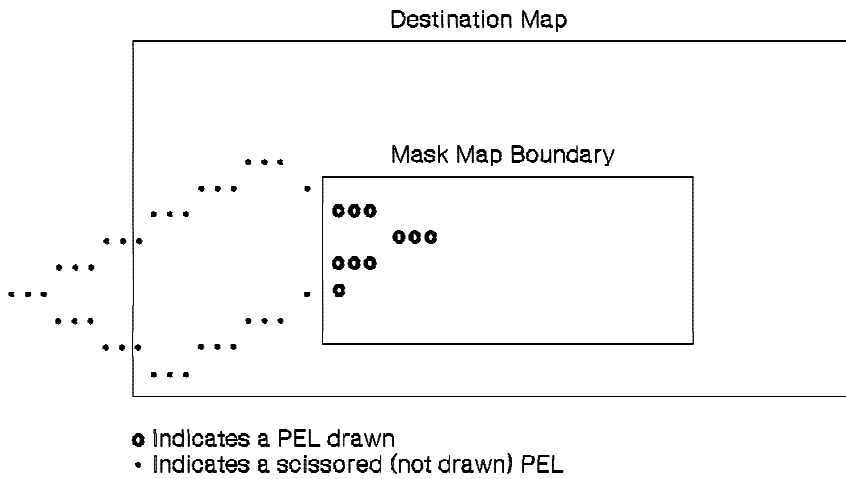 Destination Map
Mask Map Boundary
Indicates a PEL drawn
Indicates a scissored (not drawn) PEL